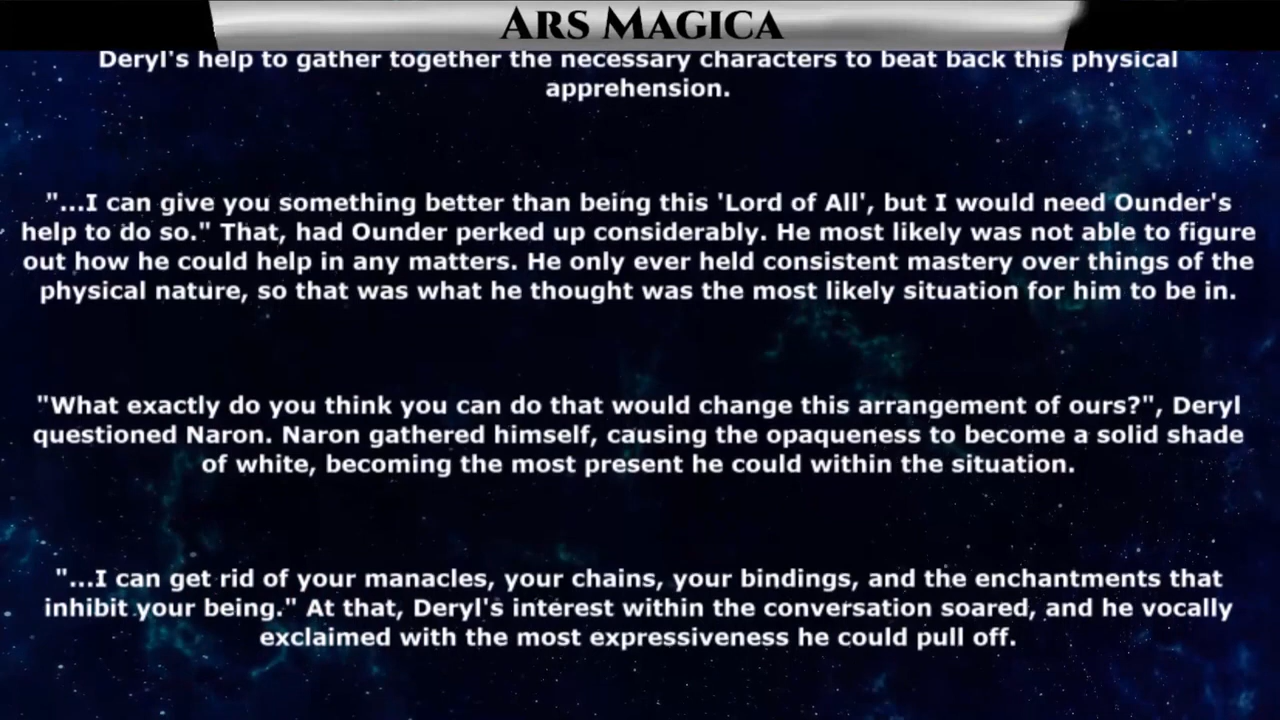 ARS MAGICA
Deryl's help to gather together the necessary characters to beat back this physical
apprehension.
"...I can give you something better than being this 'Lord of All', but I would need Ounder's
help to do so." That, had Ounder perked up considerably. He most likely was not able to figure
out how he could help in any matters. He only ever held consistent mastery over things of the
physical nature, so that was what he thought was the most likely situation for him to be in.
"What exactly do you think you can do that would change this arrangement of ours?", Deryl
questioned Naron. Naron gathered himself, causing the opaqueness to become a solid shade
of white, becoming the most present he could within the situation.
"...I can get rid of your manacles, your chains, your bindings, and the enchantments that
inhibit your being." At that, Deryl's interest within the conversation soared, and he vocally
exclaimed with the most expressiveness he could pull off.